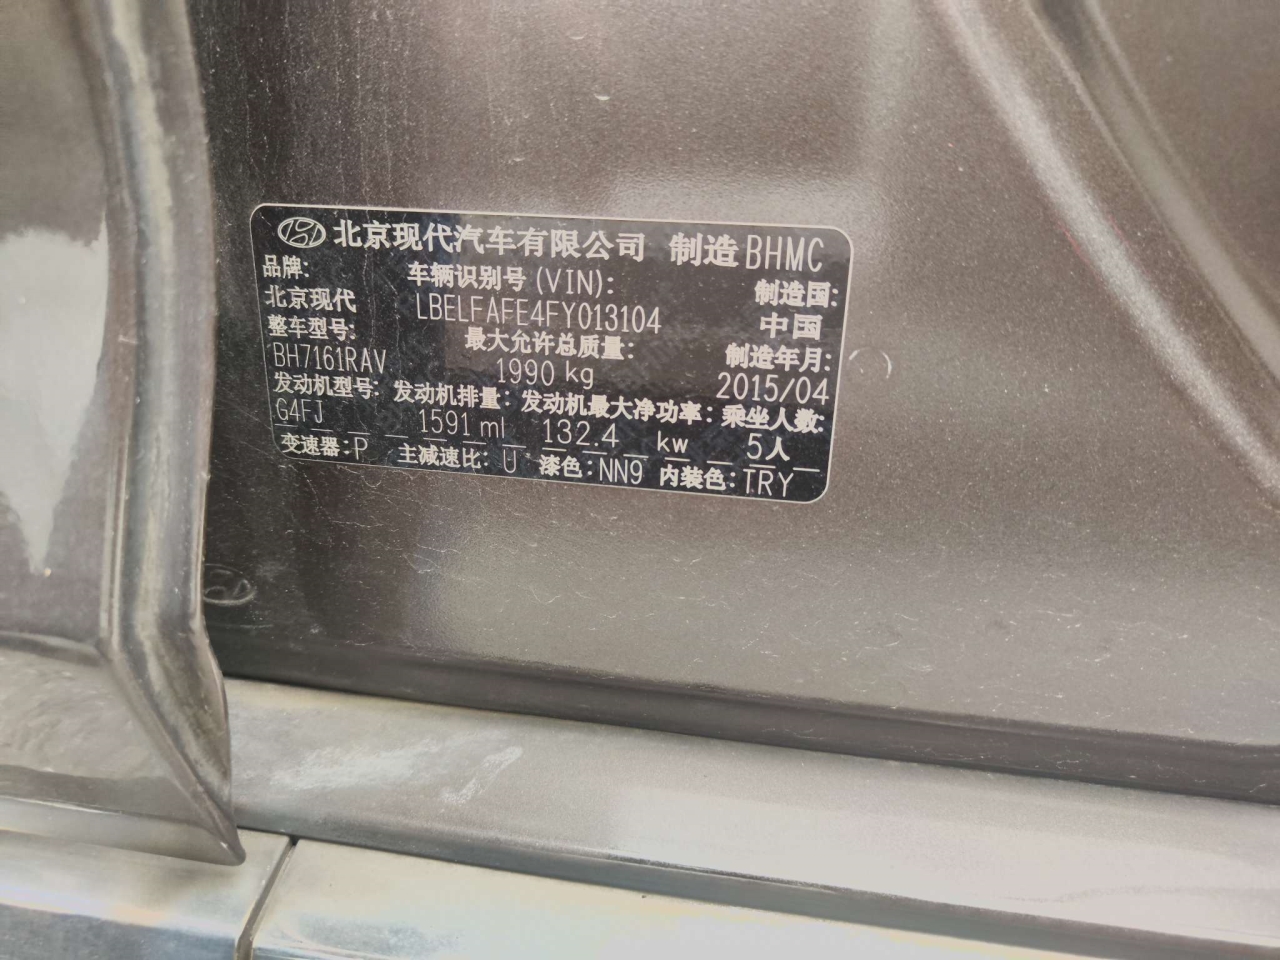 北京现代汽车有限公司 制造 BHMC
品牌: 车辆识别号 (VIN): 制造国:
北京现代 LBELFAFE4FY013104 中国
整车型号: 最大允许总质量: 制造年月:
BH7161RAV 1990 kg 2015/04
发动机型号: 发动机排量: 发动机最大净功率: 乘坐人数:
G4FJ 1591 ml 132.4 kw 5人
变速器: P 主减速比: U 漆色: NN9 内装色: TRY